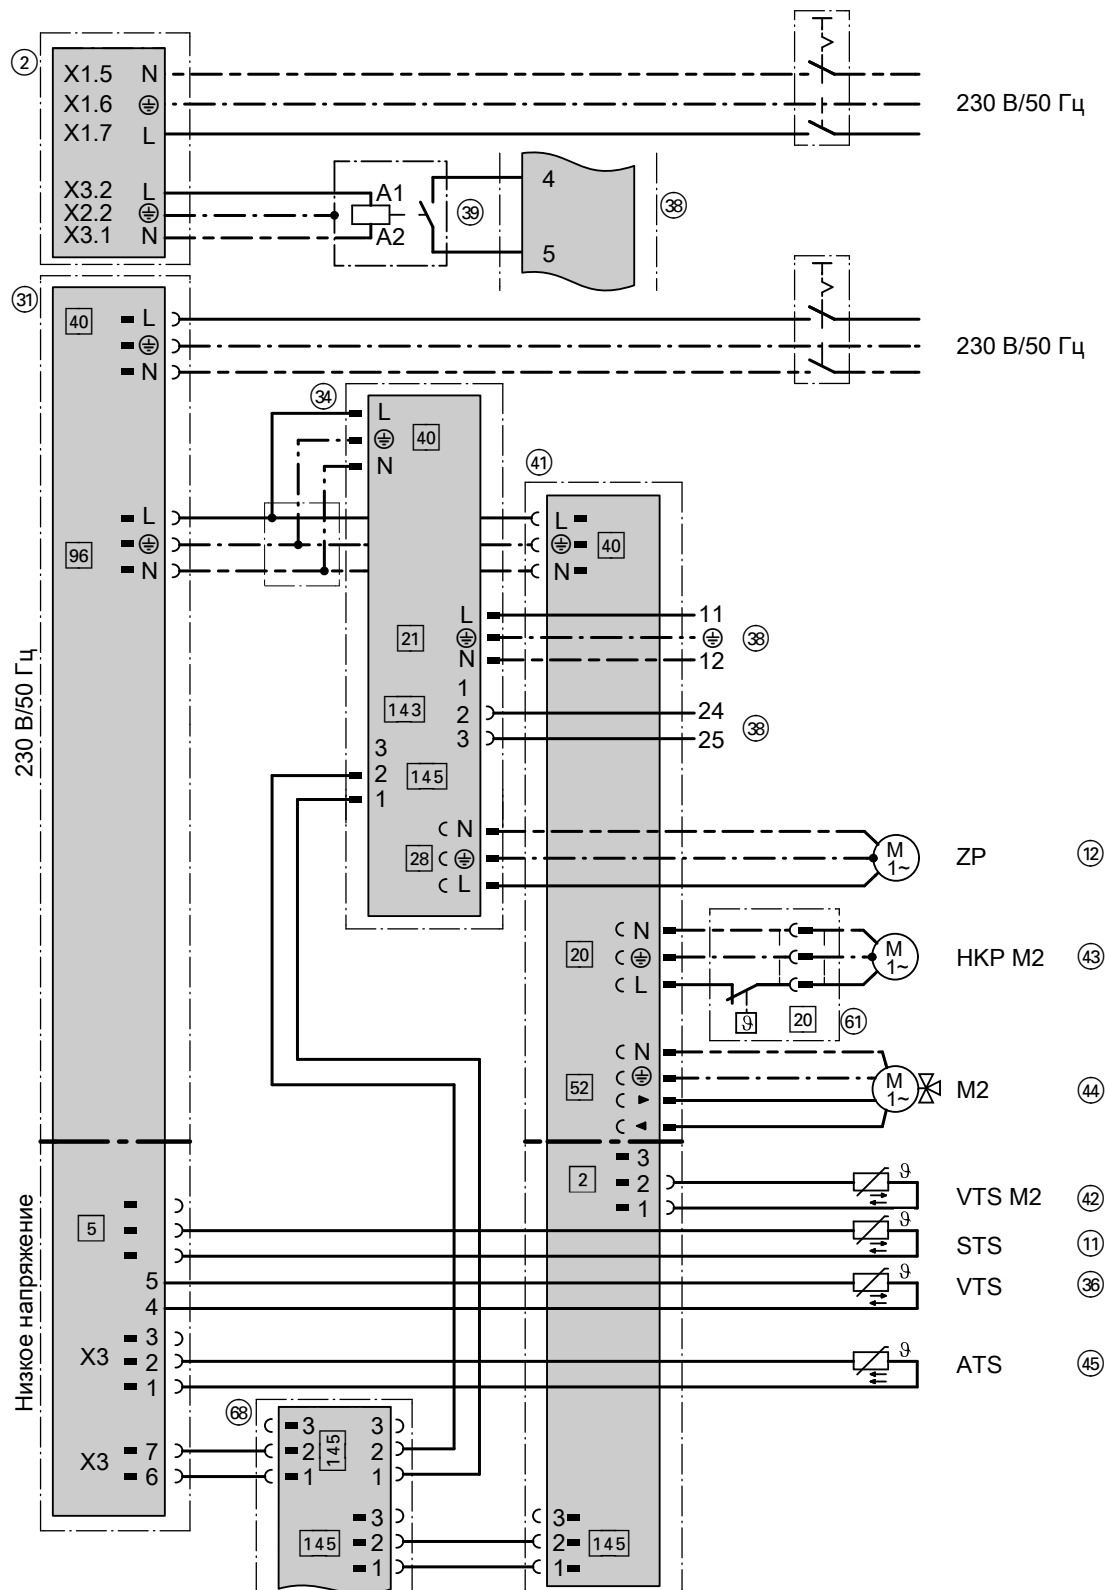 2
X1.5 N
X1.6
X1.7 L
230 В/50 Гц
X3.2 L
X2.2
X3.1 N
A1
A2
39
4
5
38
31
40
L
N
230 В/50 Гц
34
L
N
40
41
96
L
N
L
N
40
21
L
N
11
12
38
143
1
2
3
24
25
38
3
2
1
145
28
N
L
M
1~
ZP 12
20
N
L
ϑ
20
61
M
1~
HKP M2 43
52
N
M
1~
M2 44
230 В/50 Гц
Низкое напряжение
2
3
2
1
ϑ
VTS M2 42
5
ϑ
STS 11
5
4
ϑ
VTS 36
X3
3
2
1
ϑ
ATS 45
68
X3
7
6
3
2
1
145
3
2
1
145
3
2
1
3
2
1
145